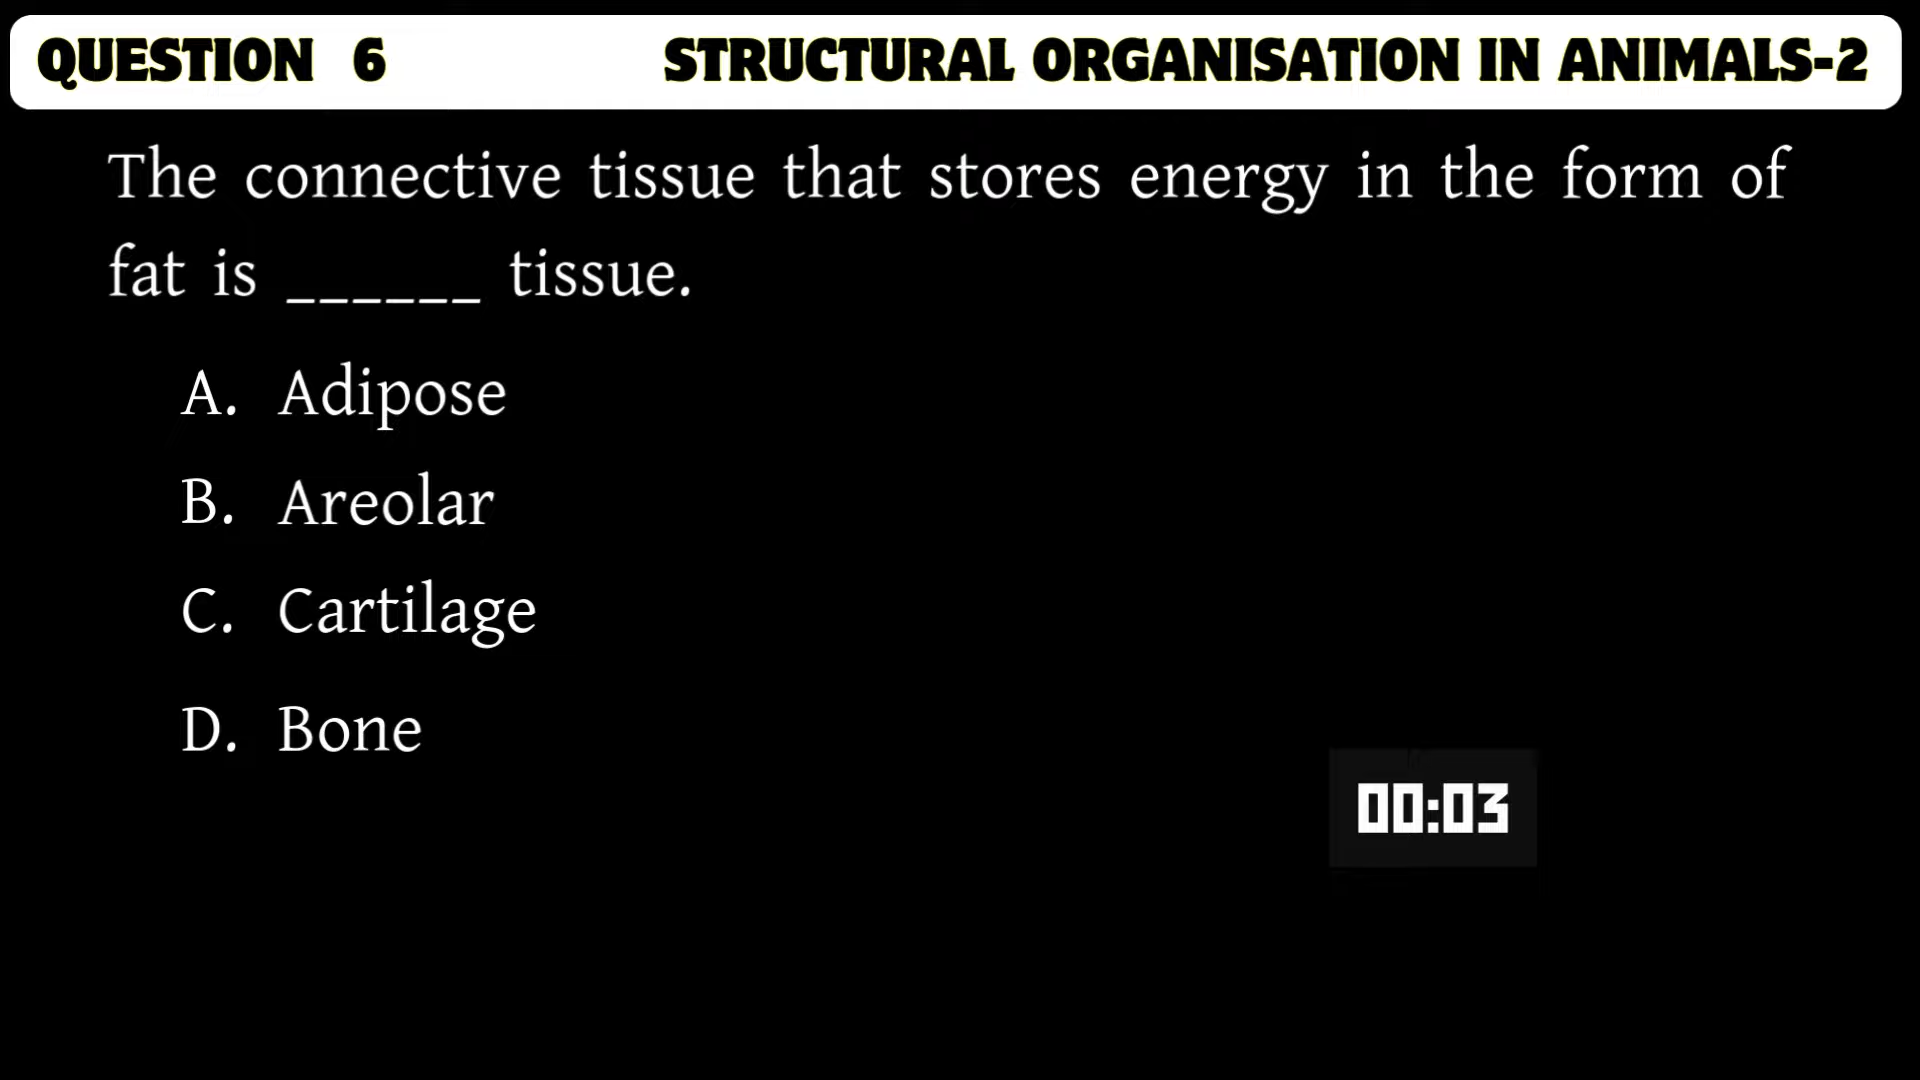 QUESTION 6 STRUCTURAL ORGANISATION IN ANIMALS-2
The connective tissue that stores energy in the form of
fat is ______ tissue.
A. Adipose
B. Areolar
C. Cartilage
D. Bone
00:03